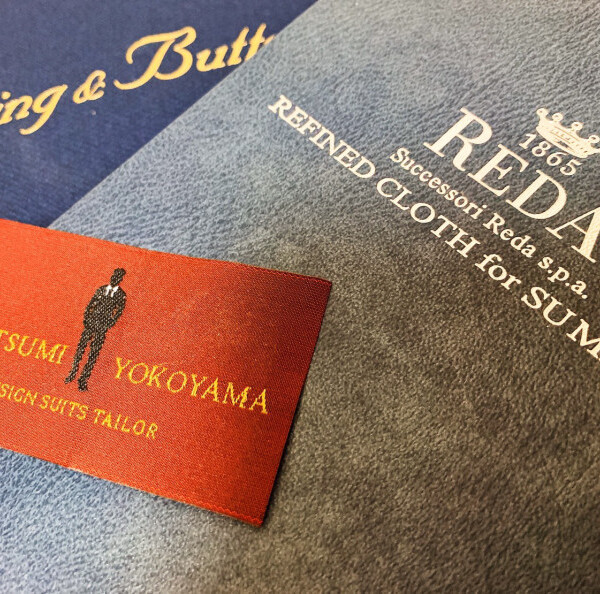 ing & Butt
1865
REDA
Successori Reda s.p.a.
REFINED CLOTH for SUM
TSUMI YOKOYAMA
SIGN SUITS TAILOR